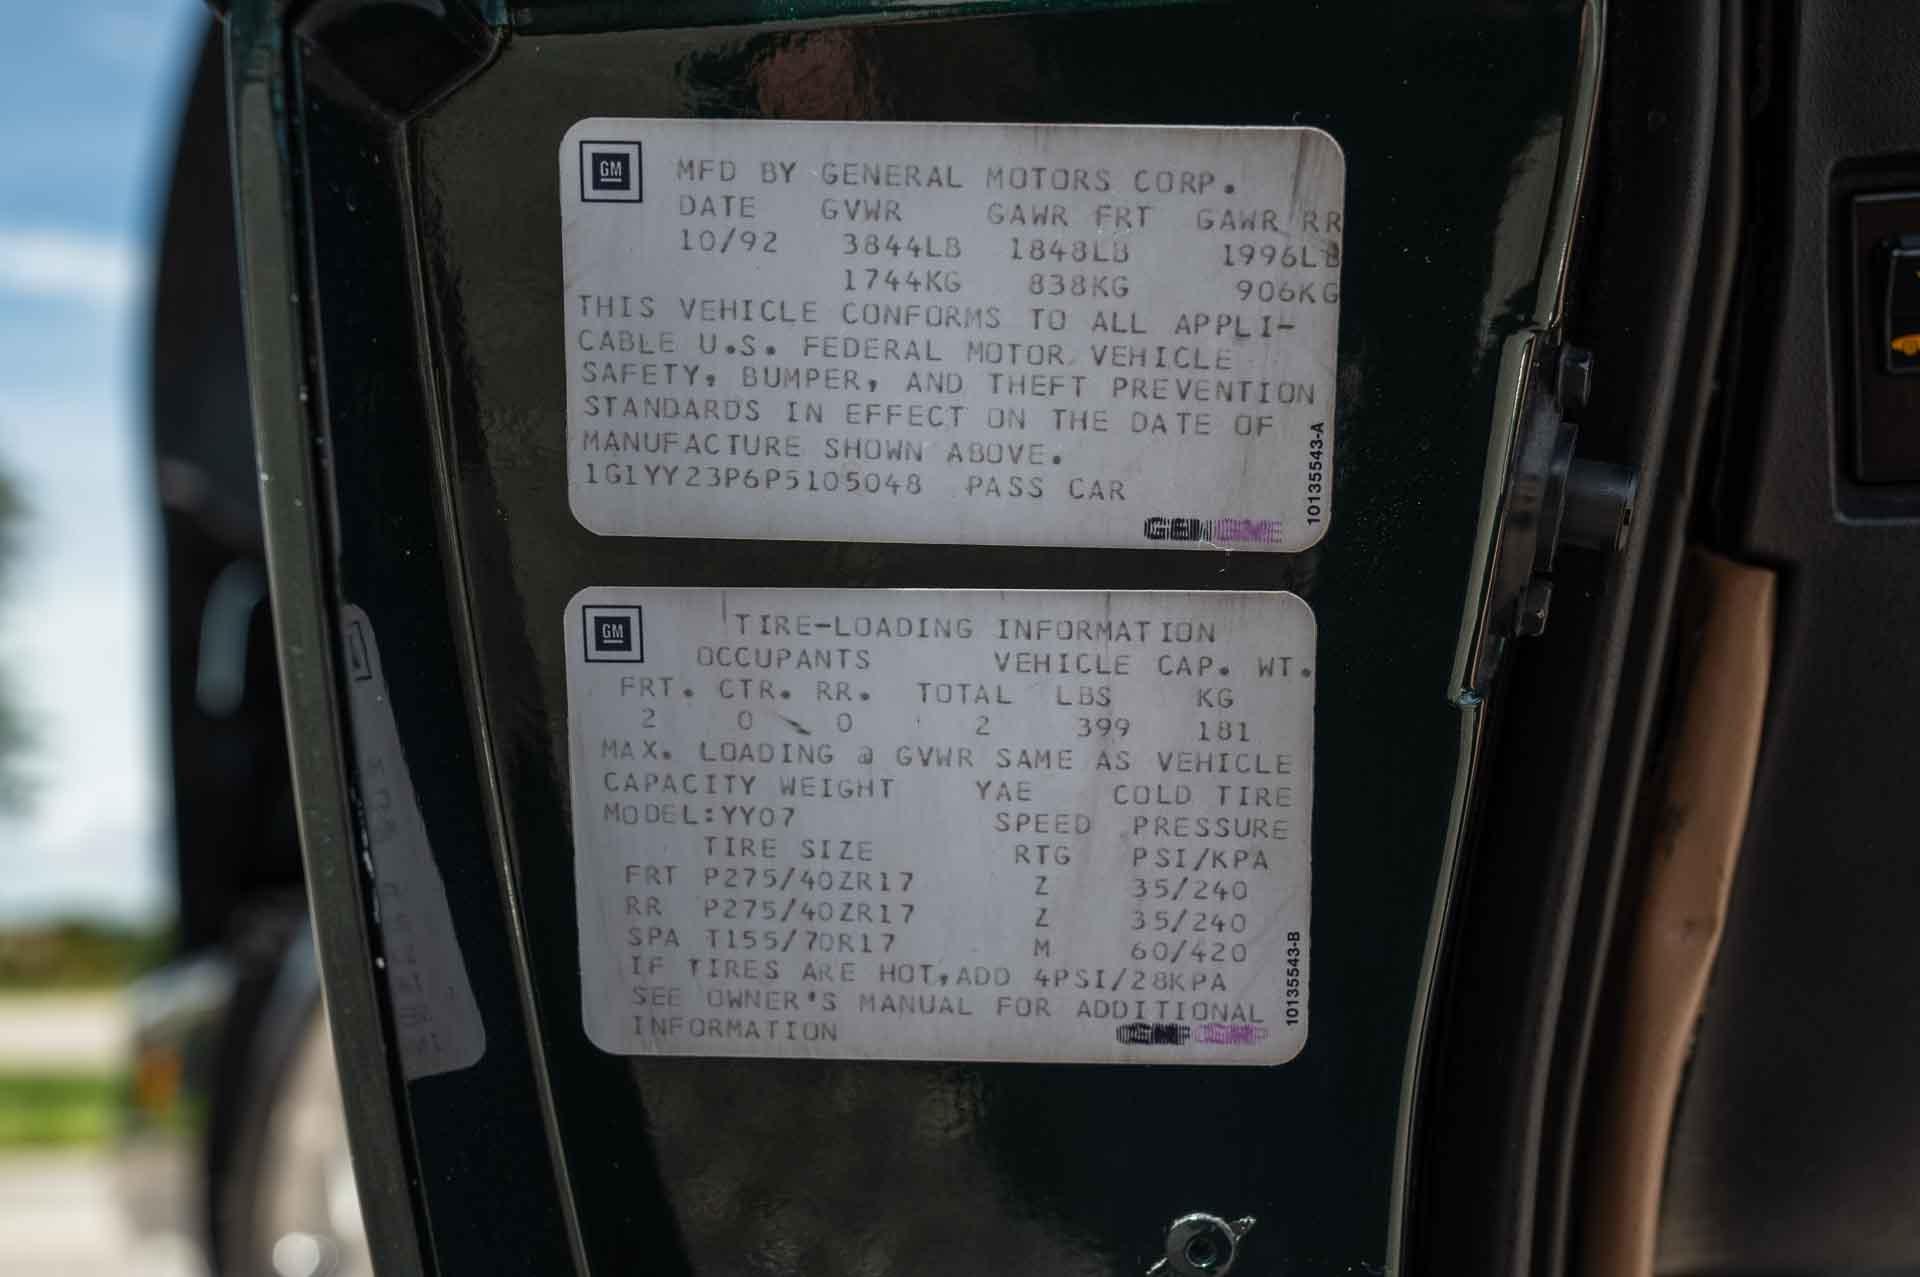 GM MFD BY GENERAL MOTORS CORP.
DATE GVWR GAWR FRT GAWR RR
10/92 3844LB 1848LB 1996LB
1744KG 838KG 906KG
THIS VEHICLE CONFORMS TO ALL APPLI-
CABLE U.S. FEDERAL MOTOR VEHICLE
SAFETY, BUMPER, AND THEFT PREVENTION
STANDARDS IN EFFECT ON THE DATE OF
MANUFACTURE SHOWN ABOVE.
1G1YY23P6P5105048 PASS CAR
10135543-A
GM TIRE-LOADING INFORMATION
OCCUPANTS VEHICLE CAP. WT.
FRT. CTR. RR. TOTAL LBS KG
2 0 0 2 399 181
MAX. LOADING @ GVWR SAME AS VEHICLE
CAPACITY WEIGHT YAE COLD TIRE
MODEL:YY07 SPEED PRESSURE
TIRE SIZE RTG PSI/KPA
FRT P275/40ZR17 Z 35/240
RR P275/40ZR17 Z 35/240
SPA T155/70R17 M 60/420
IF TIRES ARE HOT, ADD 4PSI/28KPA
SEE OWNER'S MANUAL FOR ADDITIONAL
INFORMATION
10135543-B